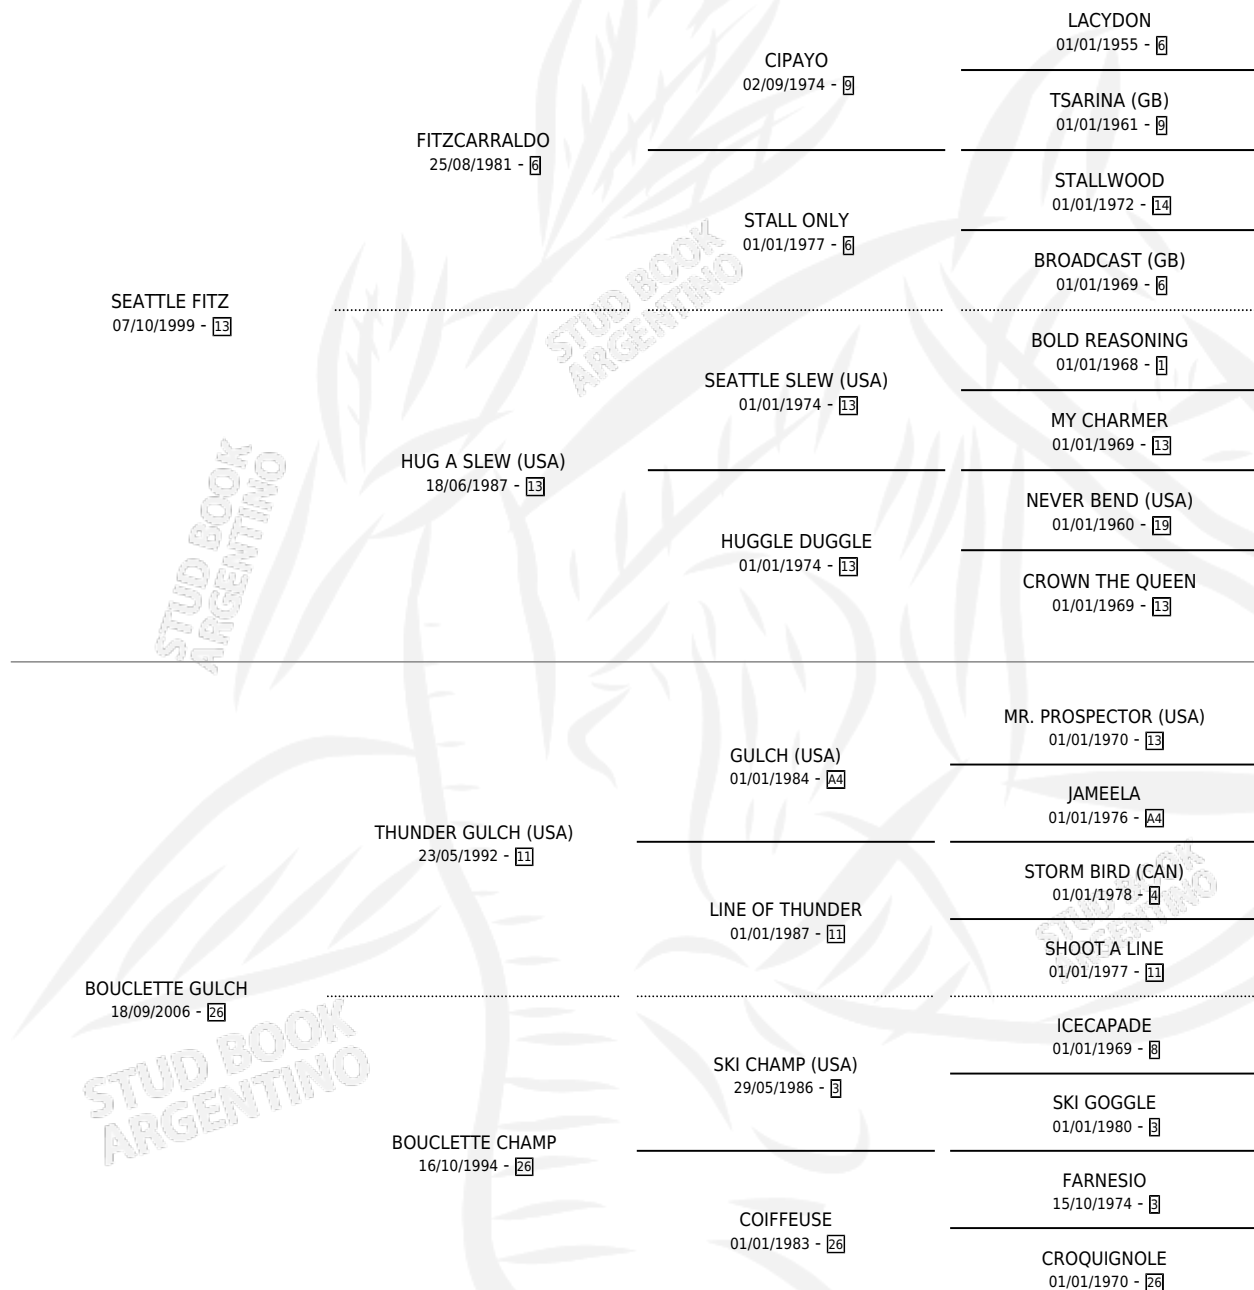 LACYDON
01/01/1955 - 6
CIPAYO
02/09/1974 - 9
TSARINA (GB)
01/01/1961 - 9
FITZCARRALDO
25/08/1981 - 6
STALLWOOD
01/01/1972 - 14
STALL ONLY
01/01/1977 - 6
BROADCAST (GB)
01/01/1969 - 6
SEATTLE FITZ
07/10/1999 - 13
BOLD REASONING
01/01/1968 - 1
SEATTLE SLEW (USA)
01/01/1974 - 13
MY CHARMER
01/01/1969 - 13
HUG A SLEW (USA)
18/06/1987 - 13
NEVER BEND (USA)
01/01/1960 - 19
HUGGLE DUGGLE
01/01/1974 - 13
CROWN THE QUEEN
01/01/1969 - 13
MR. PROSPECTOR (USA)
01/01/1970 - 13
GULCH (USA)
01/01/1984 - A4
JAMEELA
01/01/1976 - A4
THUNDER GULCH (USA)
23/05/1992 - 11
STORM BIRD (CAN)
01/01/1978 - 4
LINE OF THUNDER
01/01/1987 - 11
SHOOT A LINE
01/01/1977 - 11
BOUCLETTE GULCH
18/09/2006 - 26
ICECAPADE
01/01/1969 - 8
SKI CHAMP (USA)
29/05/1986 - 3
SKI GOGGLE
01/01/1980 - 3
BOUCLETTE CHAMP
16/10/1994 - 26
FARNESIO
15/10/1974 - 3
COIFFEUSE
01/01/1983 - 26
CROQUIGNOLE
01/01/1970 - 26
STUD BOOK
ARGENTINO
STUD BOOK
ARGENTINO
STUD BOOK
ARGENTINO
STUD BOOK
ARGENTINO